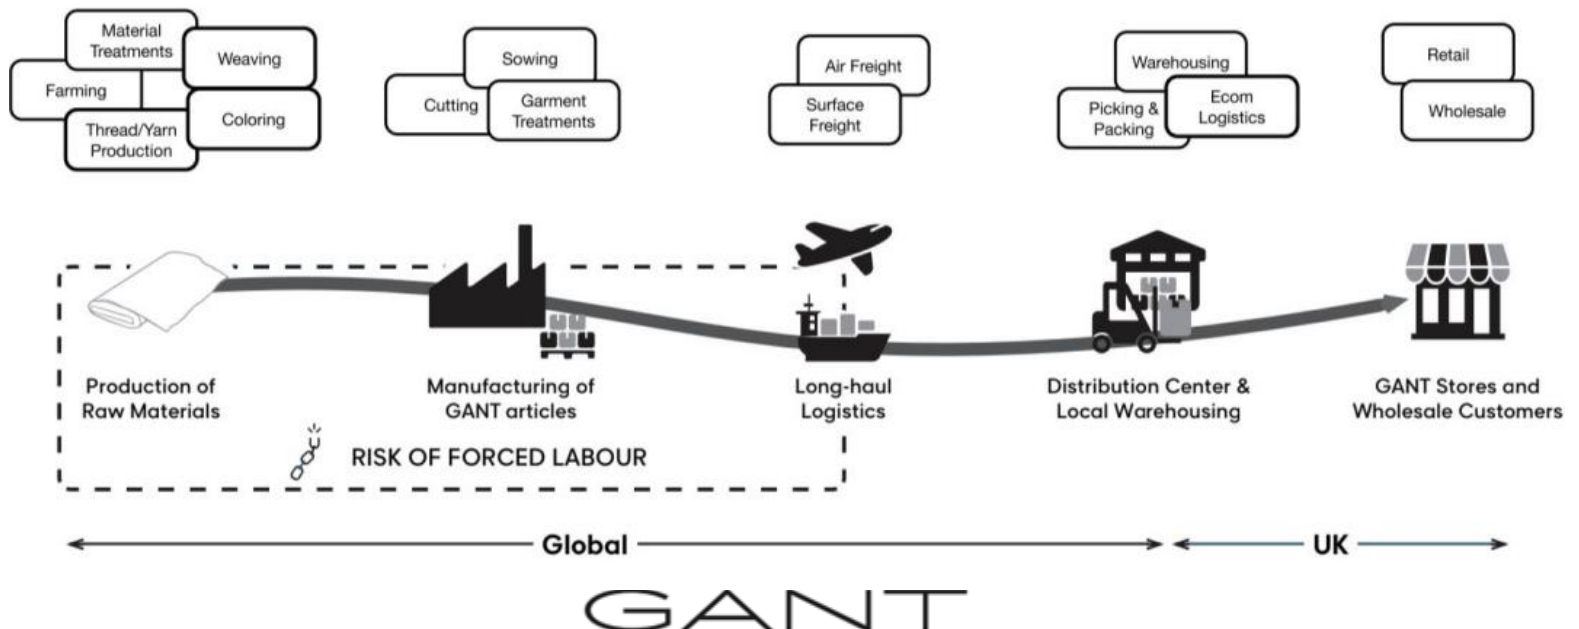 Material
Treatments
Weaving
Farming
Thread/Yarn
Production
Coloring
Sowing
Cutting
Garment
Treatments
Air Freight
Surface
Freight
Warehousing
Picking &
Packing
Ecom
Logistics
Retail
Wholesale
Production of
Raw Materials
Manufacturing of
GANT articles
Long-haul
Logistics
Distribution Center &
Local Warehousing
GANT Stores and
Wholesale Customers
RISK OF FORCED LABOUR
Global
UK
GANT